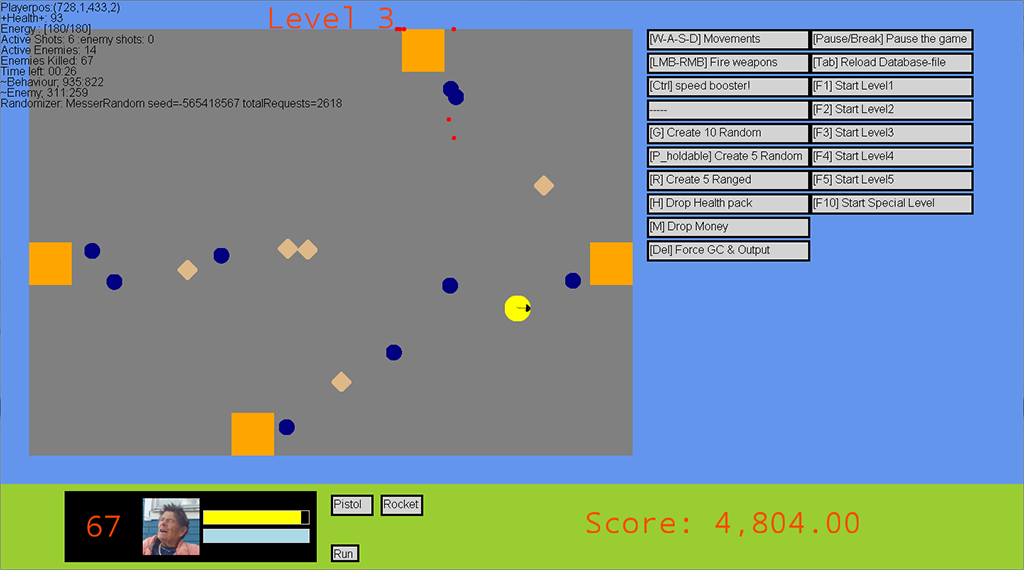 Playerpos:(728,1,433,2)
+Health+: 93
Energy : [180/180]
Active Shots: 6 :enemy shots: 0
Active Enemies: 14
Enemies Killed: 67
Time left: 00:26
~Behaviour; 935:822
~Enemy; 311:259
Randomizer: MesserRandom seed=-565418567 totalRequests=2618
Level 3
[W-A-S-D] Movements
[Pause/Break] Pause the game
[LMB-RMB] Fire weapons
[Tab] Reload Database-file
[Ctrl] speed booster!
[F1] Start Level1
-----
[F2] Start Level2
[G] Create 10 Random
[F3] Start Level3
[P_holdable] Create 5 Random
[F4] Start Level4
[R] Create 5 Ranged
[F5] Start Level5
[H] Drop Health pack
[F10] Start Special Level
[M] Drop Money
[Del] Force GC & Output
67
Pistol
Rocket
Run
Score: 4,804.00